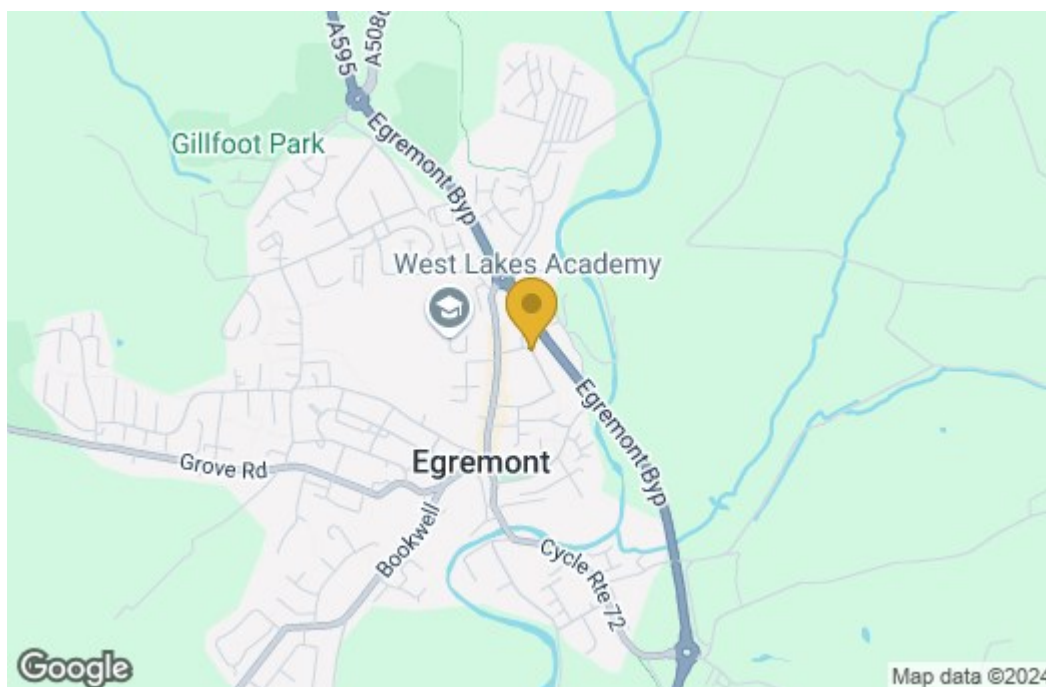 A595
A508
Egremont Byp
Gillfoot Park
West Lakes Academy
Egremont Byp
Egremont
Grove Rd
Bookwell
Cycle Rte 72
Google
Map data ©2024